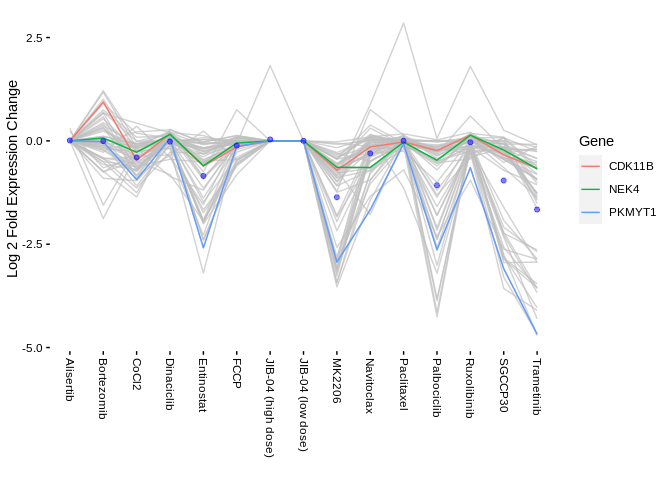 Log 2 Fold Expression Change
2.5
0.0
-2.5
-5.0
Alisertib
Bortezomib
CoCl2
Dinaciclib
Entinostat
FCCP
JIB-04 (high dose)
JIB-04 (low dose)
MK2206
Navitoclax
Paclitaxel
Palbociclib
Ruxolibinib
SGCCP30
Trametinib
Gene
CDK11B
NEK4
PKMYT1